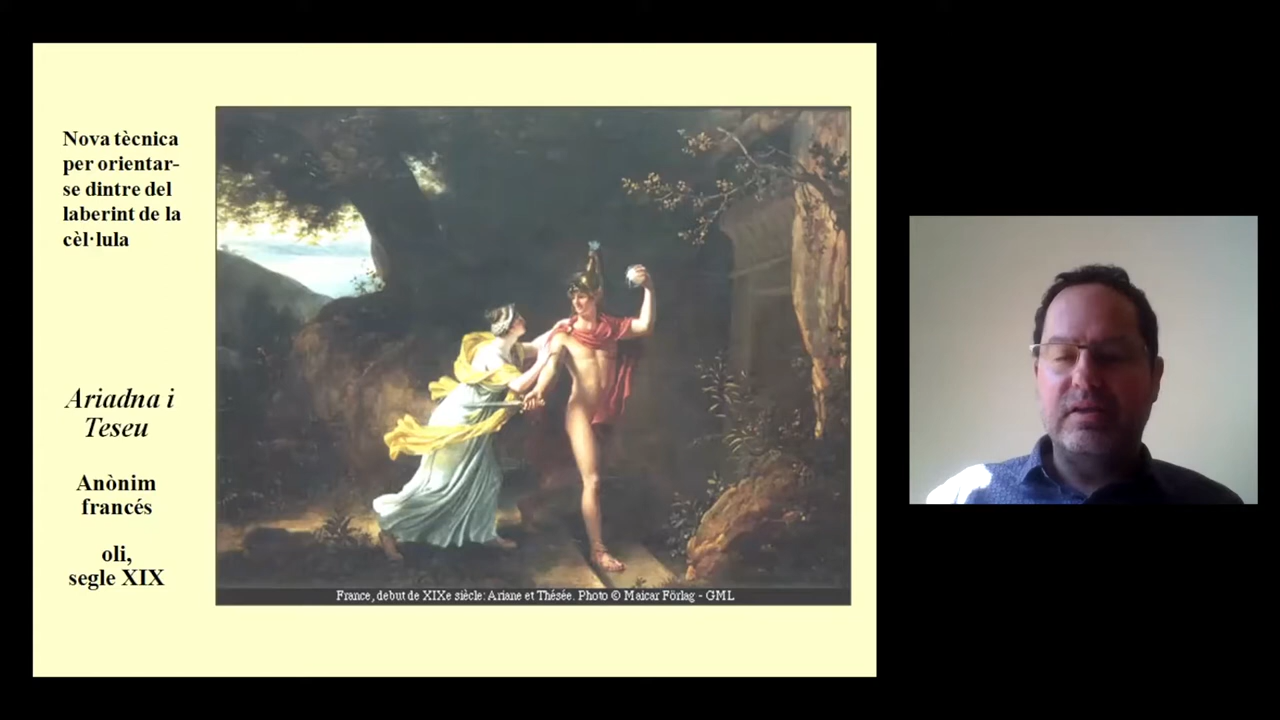 Nova tècnica
per orientar-
se dintre del
laberint de la
cèl·lula
Ariadna i
Teseu
Anònim
francés
oli,
segle XIX
France, debut de XIXe siècle: Ariane et Thésée. Photo © Maicar Förlag - GML